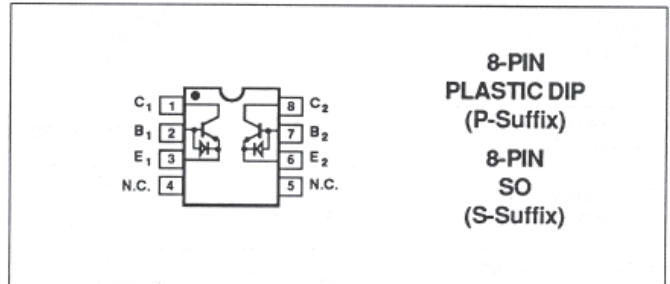 C1 1 8 C2
B1 2 7 B2
E1 3 6 E2
N.C. 4 5 N.C.
8-PIN
PLASTIC DIP
(P-Suffix)
8-PIN
SO
(S-Suffix)